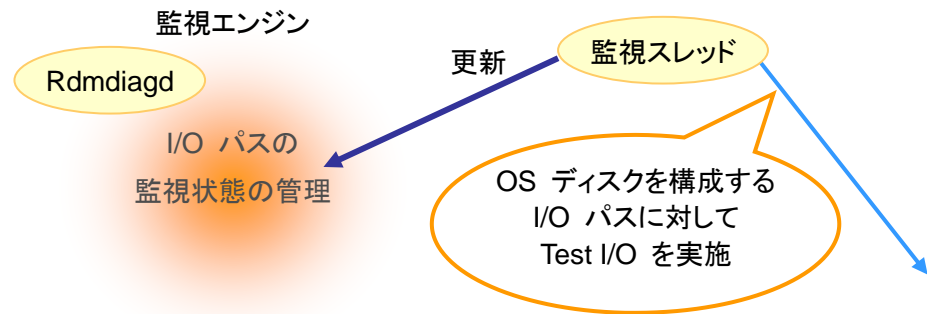 監視エンジン
Rdmdiagd
I/O パスの
監視状態の管理
更新
監視スレッド
OS ディスクを構成する
I/O パスに対して
Test I/O を実施